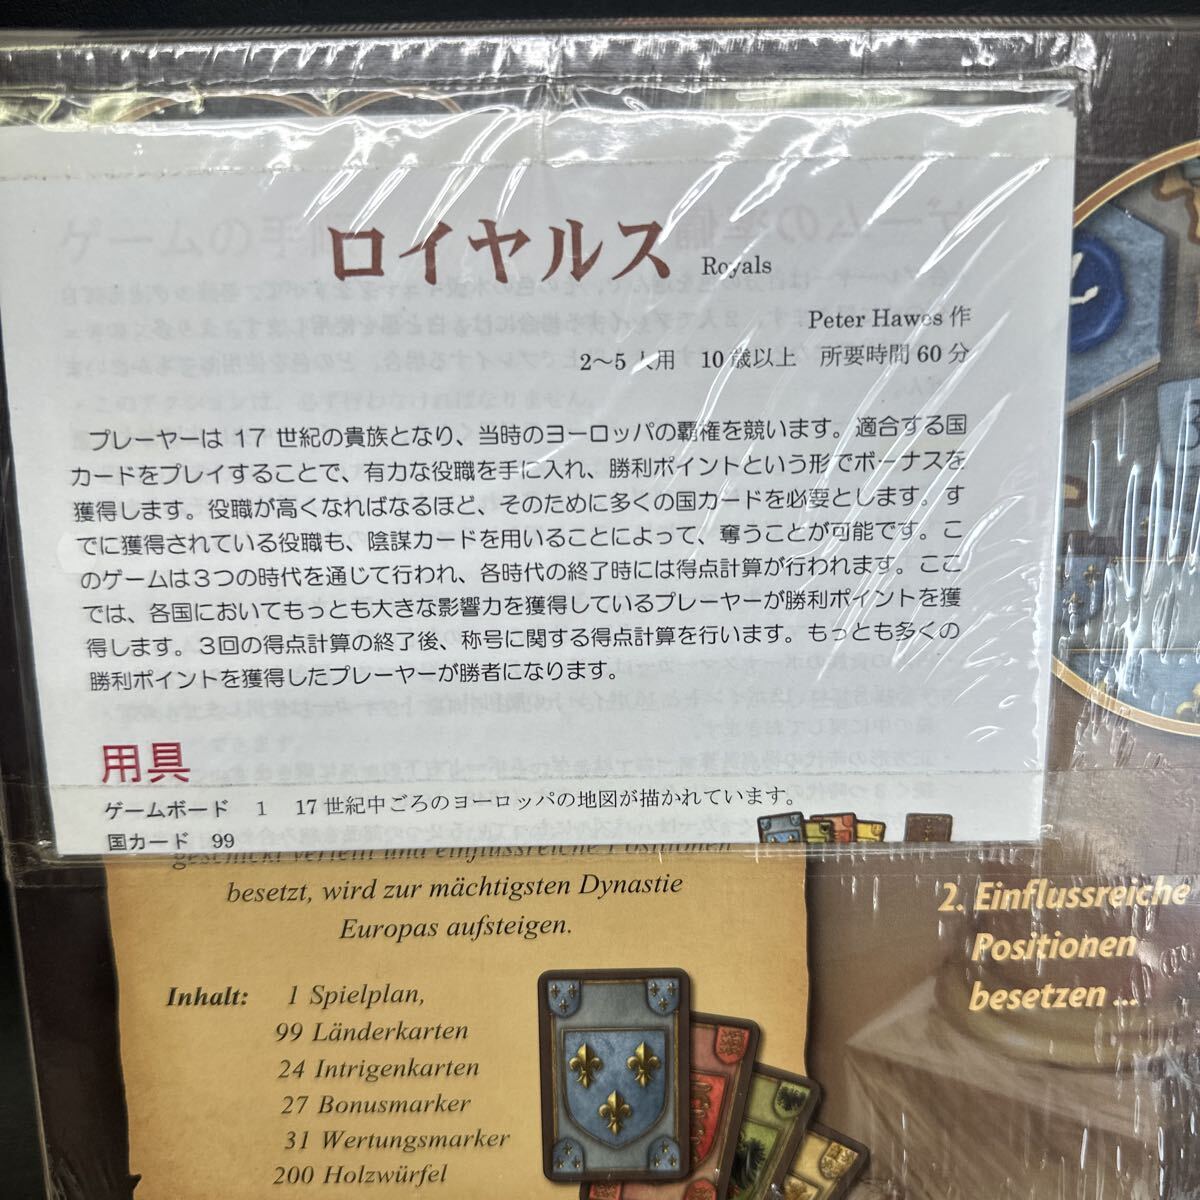 ロイヤルス Royals
Peter Hawes 作
2〜5人用 10歳以上 所要時間60分
プレーヤーは17世紀の貴族となり、当時のヨーロッパの覇権を競います。適合する国
カードをプレイすることで、有力な役職を手に入れ、勝利ポイントという形でボーナスを
獲得します。役職が高くなればなるほど、そのために多くの国カードを必要とします。す
でに獲得されている役職も、陰謀カードを用いることによって、奪うことが可能です。こ
のゲームは3つの時代を通じて行われ、各時代の終了時には得点計算が行われます。ここ
では、各国においてもっとも大きな影響力を獲得しているプレーヤーが勝利ポイントを獲
得します。3回の得点計算の終了後、称号に関する得点計算を行います。もっとも多くの
勝利ポイントを獲得したプレーヤーが勝者になります。
用具
ゲームボード 1 17世紀中ごろのヨーロッパの地図が描かれています。
国カード 99
geschickt verteilt und einflussreiche Positionen
besetzt, wird zur mächtigsten Dynastie
Europas aufsteigen.
Inhalt: 1 Spielplan,
99 Länderkarten
24 Intrigenkarten
27 Bonusmarker
31 Wertungsmarker
200 Holzwürfel
2. Einflussreiche
Positionen
besetzen ...